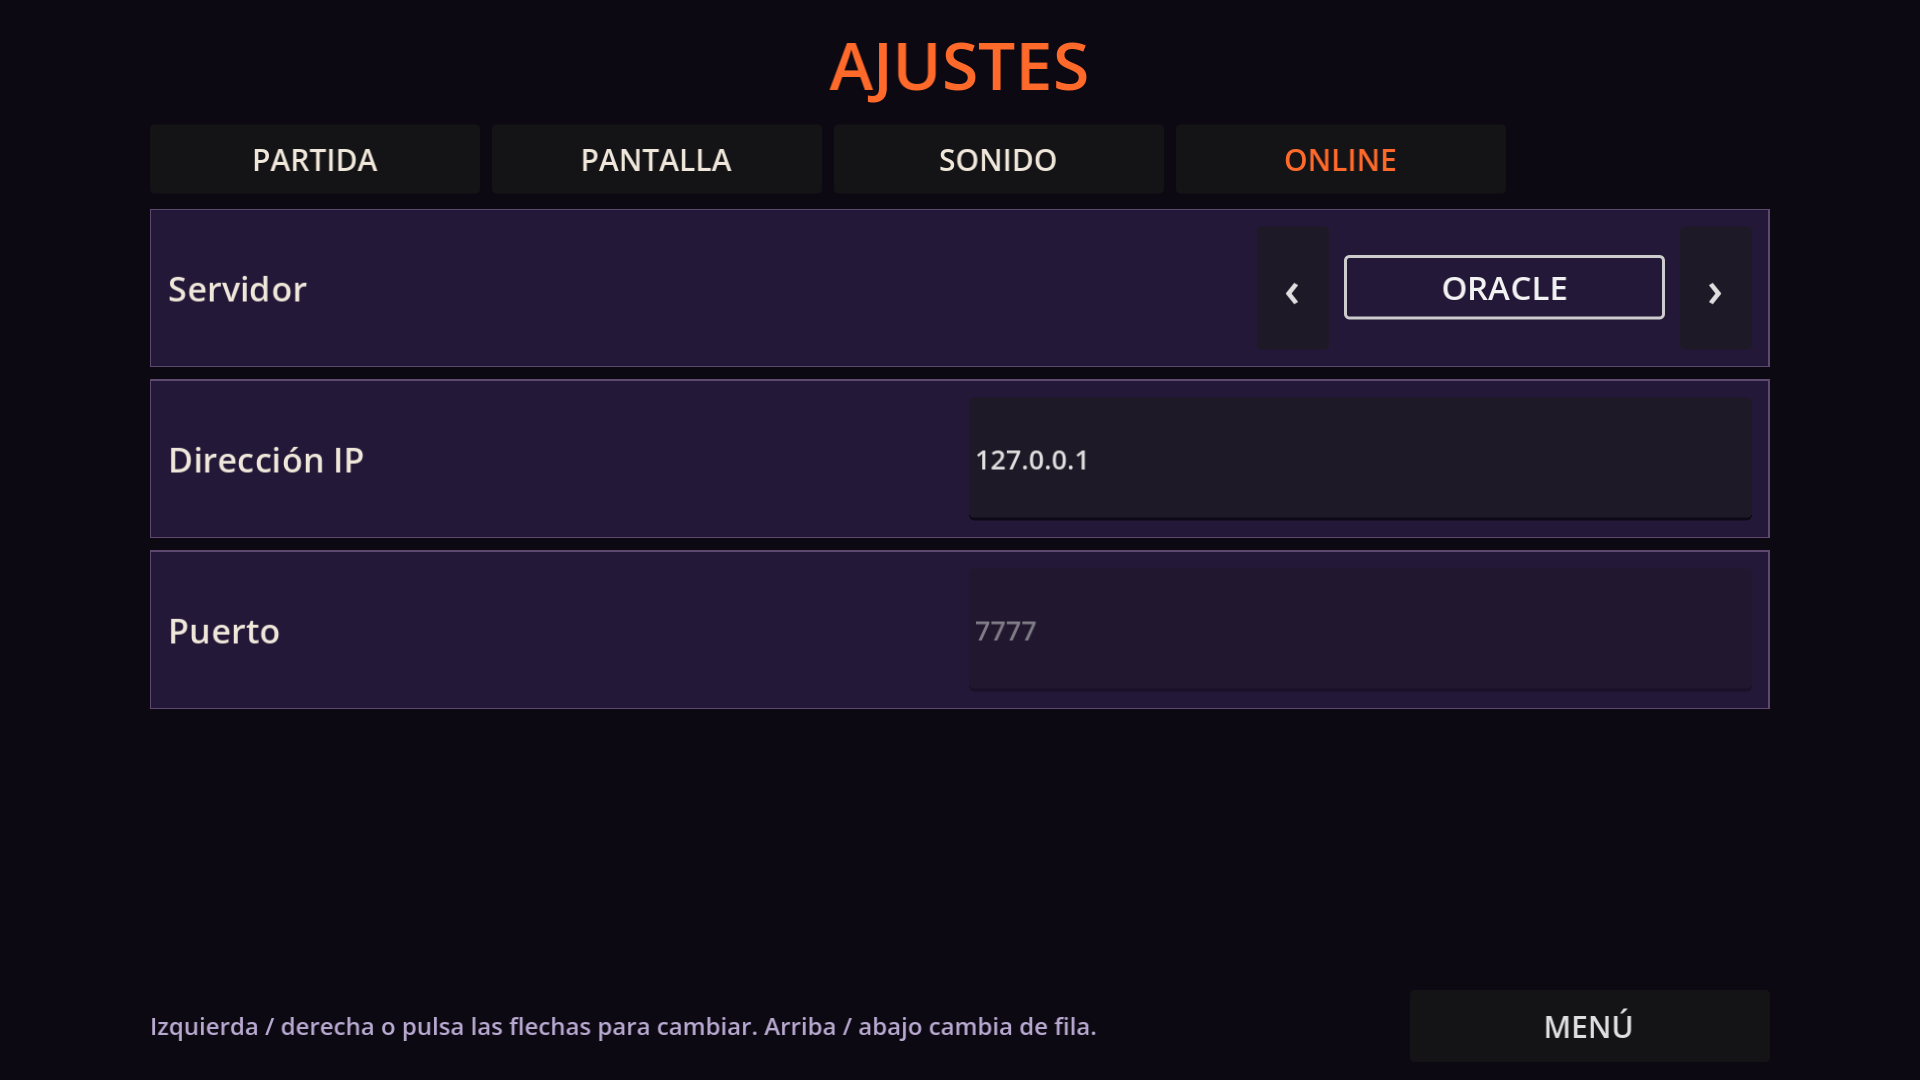 AJUSTES
PARTIDA
PANTALLA
SONIDO
ONLINE
Servidor
‹
ORACLE
›
Dirección IP
127.0.0.1
Puerto
7777
Izquierda / derecha o pulsa las flechas para cambiar. Arriba / abajo cambia de fila.
MENÚ